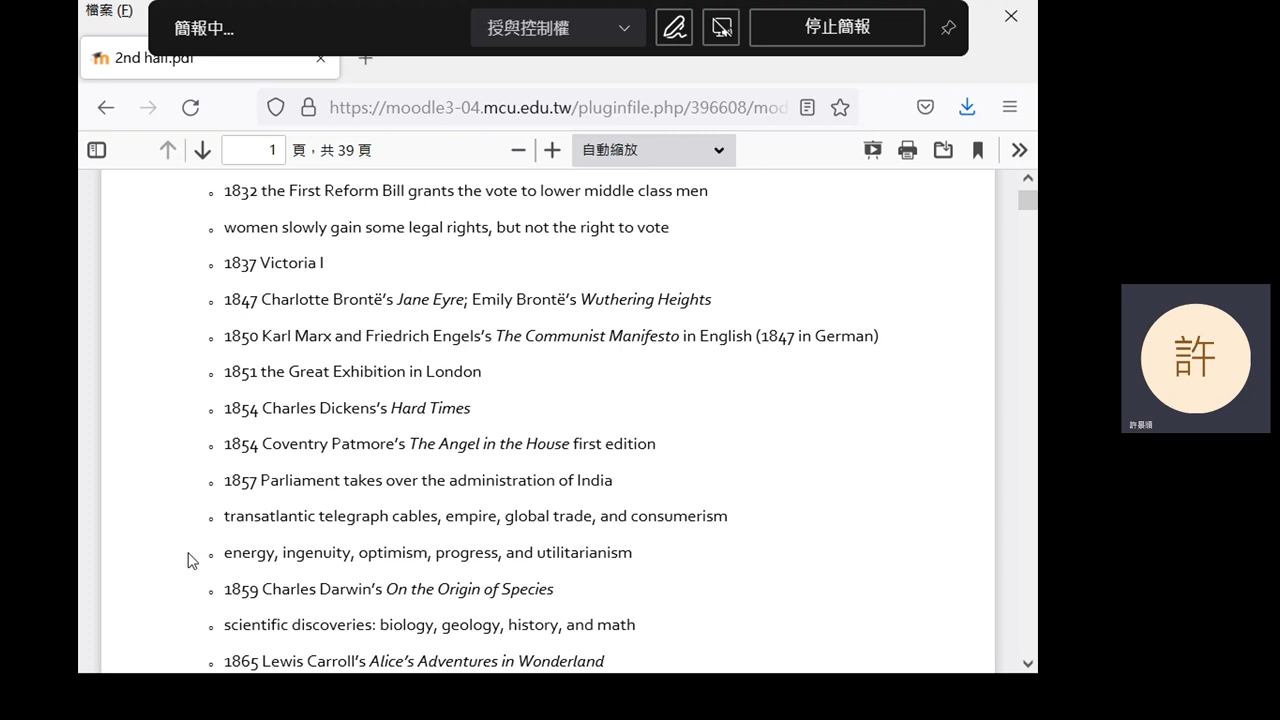 檔案 (F)
簡報中...
授與控制權
停止簡報
2nd half.pdf
https://moodle3-04.mcu.edu.tw/pluginfile.php/396608/mod
1 頁，共 39 頁
自動縮放
1832 the First Reform Bill grants the vote to lower middle class men
women slowly gain some legal rights, but not the right to vote
1837 Victoria I
1847 Charlotte Brontë's Jane Eyre; Emily Brontë's Wuthering Heights
1850 Karl Marx and Friedrich Engels's The Communist Manifesto in English (1847 in German)
1851 the Great Exhibition in London
1854 Charles Dickens's Hard Times
1854 Coventry Patmore's The Angel in the House first edition
1857 Parliament takes over the administration of India
transatlantic telegraph cables, empire, global trade, and consumerism
energy, ingenuity, optimism, progress, and utilitarianism
1859 Charles Darwin's On the Origin of Species
scientific discoveries: biology, geology, history, and math
1865 Lewis Carroll's Alice's Adventures in Wonderland
許